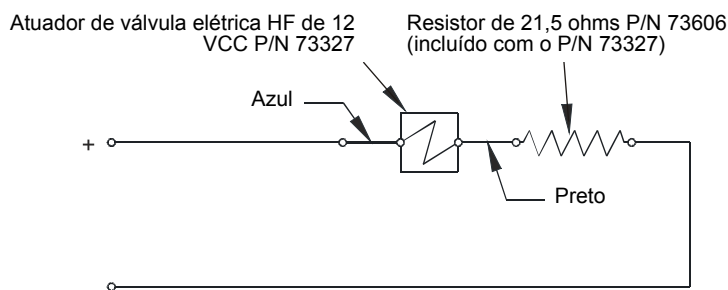 Atuador de válvula elétrica HF de 12
VCC P/N 73327
Resistor de 21,5 ohms P/N 73606
(incluído com o P/N 73327)
Azul
+
Preto